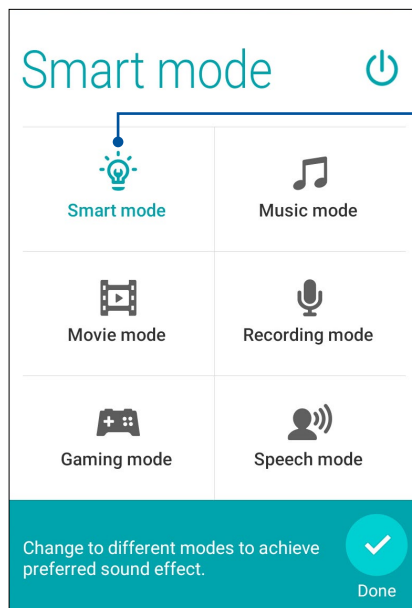 Smart mode
Smart mode
Music mode
Movie mode
Recording mode
Gaming mode
Speech mode
Change to different modes to achieve
preferred sound effect.
Done